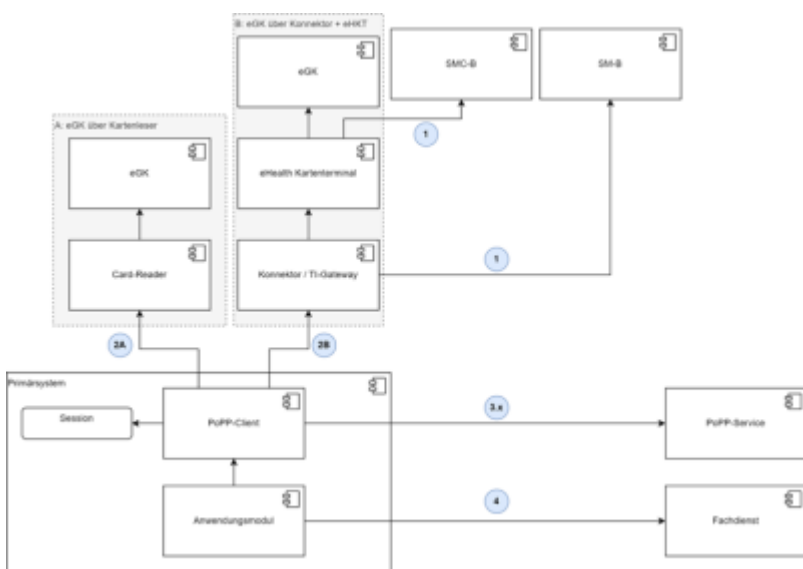 B: eGK über Konnektor + eHKT
eGK
SMC-B
SM-B
1
A: eGK über Kartenleser
eGK
eHealth Kartenterminal
Card-Reader
Konnektor / TI-Gateway
1
2A
2B
Primärsystem
Session
PoPP-Client
3.x
PoPP-Service
Anwendungsmodul
4
Fachdienst